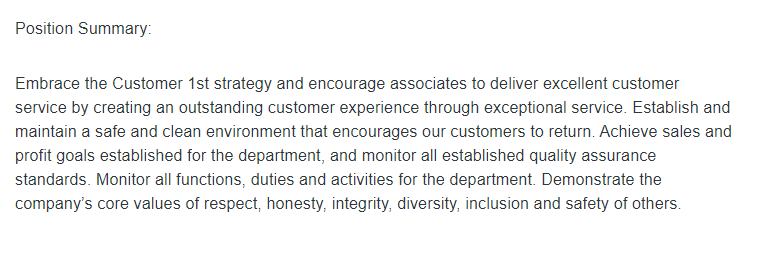 Position Summary:
Embrace the Customer 1st strategy and encourage associates to deliver excellent customer
service by creating an outstanding customer experience through exceptional service. Establish and
maintain a safe and clean environment that encourages our customers to return. Achieve sales and
profit goals established for the department, and monitor all established quality assurance
standards. Monitor all functions, duties and activities for the department. Demonstrate the
company's core values of respect, honesty, integrity, diversity, inclusion and safety of others.